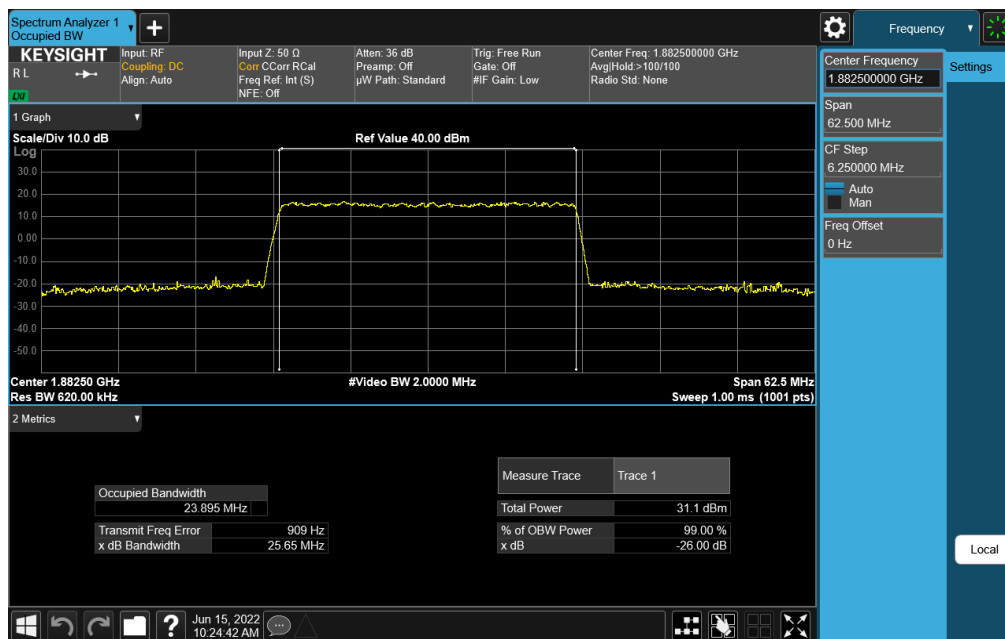 Spectrum Analyzer 1
Occupied BW
Frequency
KEYSIGHT
R L
LXI
Input: RF
Coupling: DC
Align: Auto
Input Z: 50 Ω
Corr CCorr RCal
Freq Ref: Int (S)
NFE: Off
Atten: 36 dB
Preamp: Off
µW Path: Standard
Trig: Free Run
Gate: Off
#IF Gain: Low
Center Freq: 1.882500000 GHz
Avg|Hold:>100/100
Radio Std: None
Center Frequency
1.882500000 GHz
Settings
Span
62.500 MHz
CF Step
6.250000 MHz
Auto
Man
Freq Offset
0 Hz
Local
1 Graph
Scale/Div 10.0 dB
Ref Value 40.00 dBm
Log
30.0
20.0
10.0
0.00
-10.0
-20.0
-30.0
-40.0
-50.0
Center 1.88250 GHz
#Video BW 2.0000 MHz
Span 62.5 MHz
Res BW 620.00 kHz
Sweep 1.00 ms (1001 pts)
2 Metrics
Measure Trace
Trace 1
Occupied Bandwidth
23.895 MHz
Total Power
31.1 dBm
Transmit Freq Error
909 Hz
% of OBW Power
99.00 %
x dB Bandwidth
25.65 MHz
x dB
-26.00 dB
?
Jun 15, 2022
10:24:42 AM